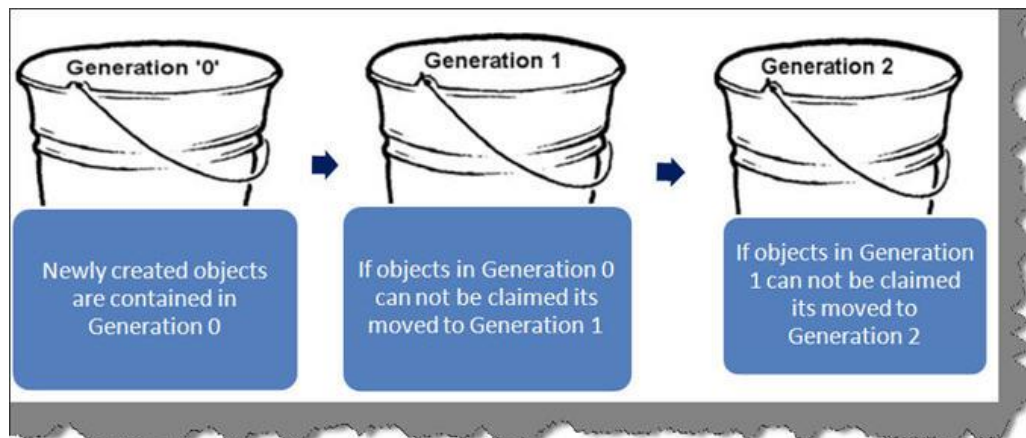 Generation '0'
Generation 1
Generation 2
Newly created objects
are contained in
Generation 0
If objects in Generation 0
can not be claimed its
moved to Generation 1
If objects in Generation
1 can not be claimed
its moved to
Generation 2